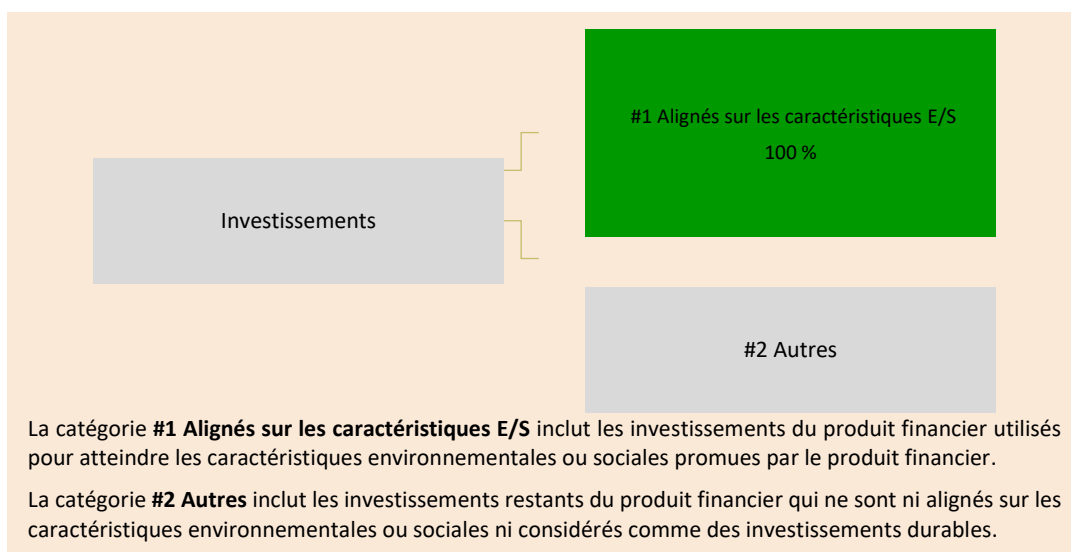 #1 Alignés sur les caractéristiques E/S
100 %
Investissements
#2 Autres
La catégorie #1 Alignés sur les caractéristiques E/S inclut les investissements du produit financier utilisés
pour atteindre les caractéristiques environnementales ou sociales promues par le produit financier.
La catégorie #2 Autres inclut les investissements restants du produit financier qui ne sont ni alignés sur les
caractéristiques environnementales ou sociales ni considérés comme des investissements durables.